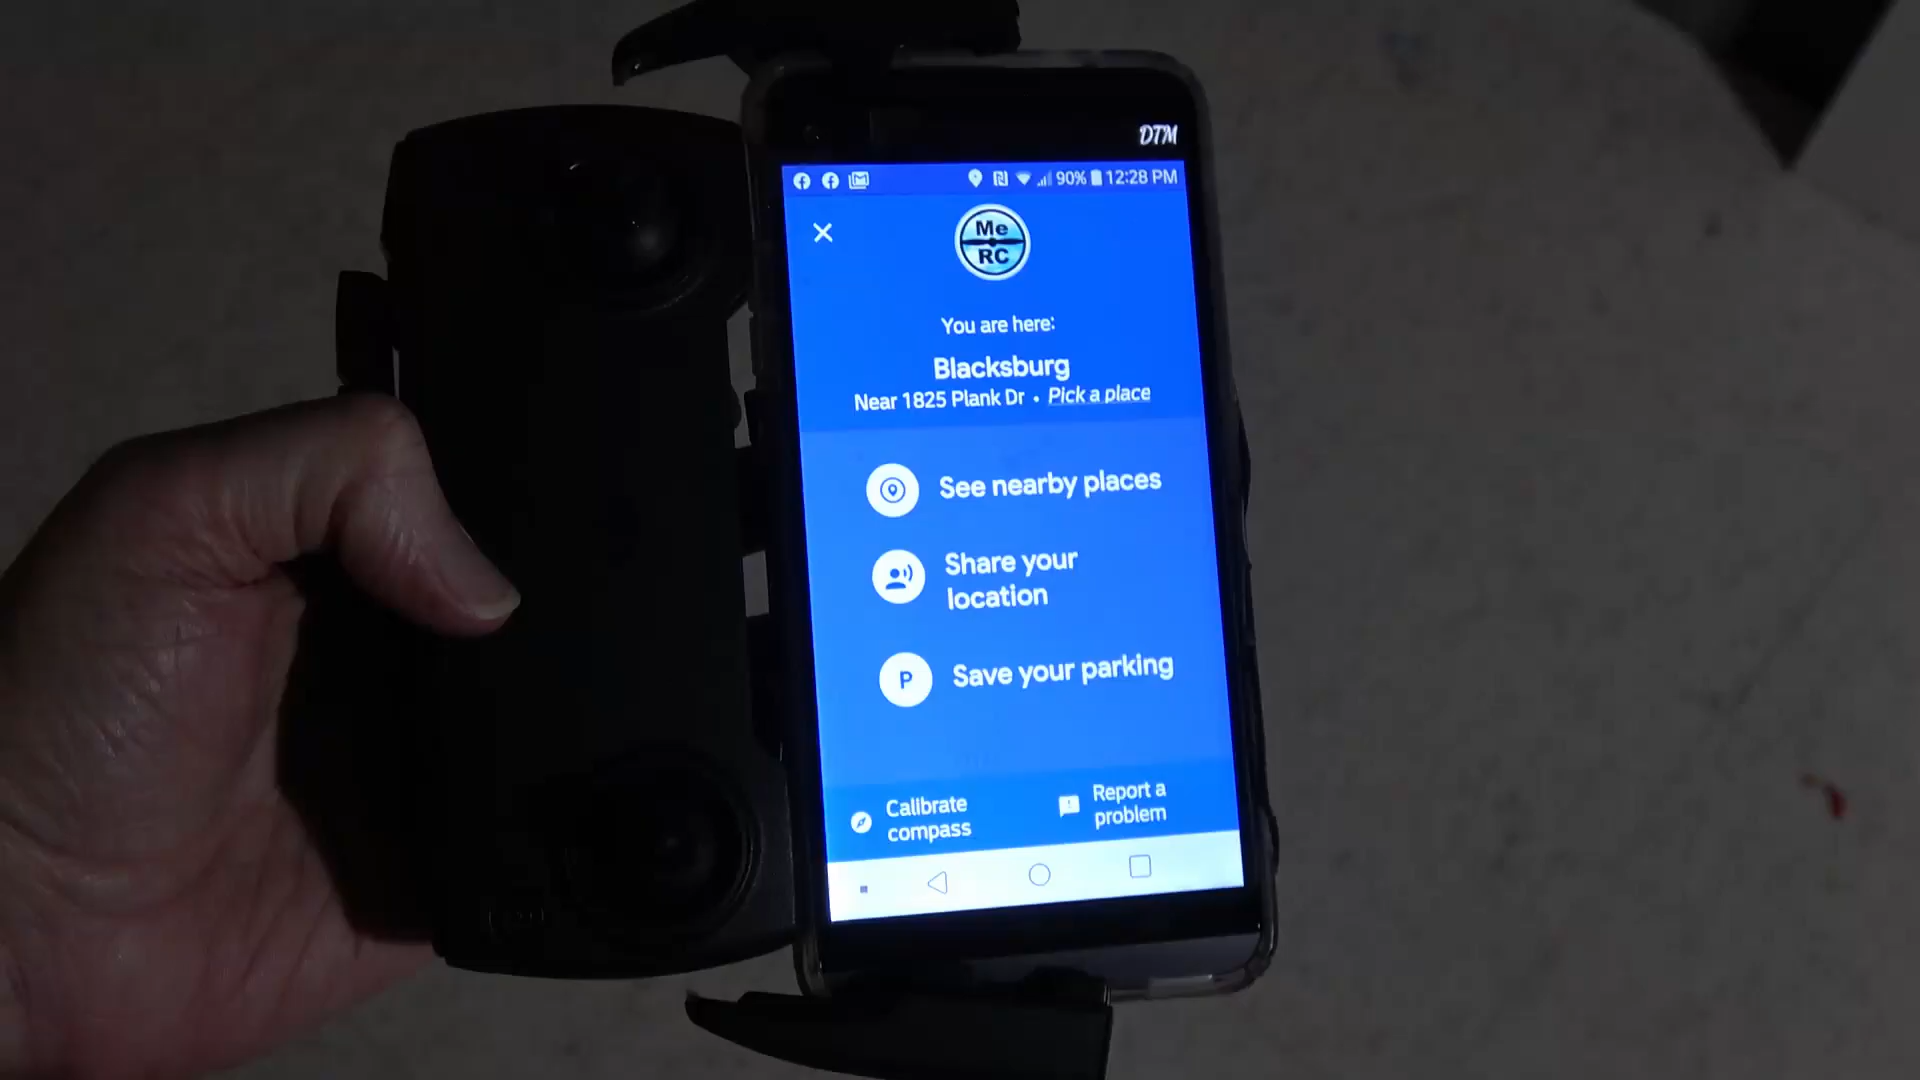 DTM
90% 12:28 PM
Me
RC
You are here:
Blacksburg
Near 1825 Plank Dr • Pick a place
See nearby places
Share your
location
P Save your parking
Calibrate
compass
Report a
problem